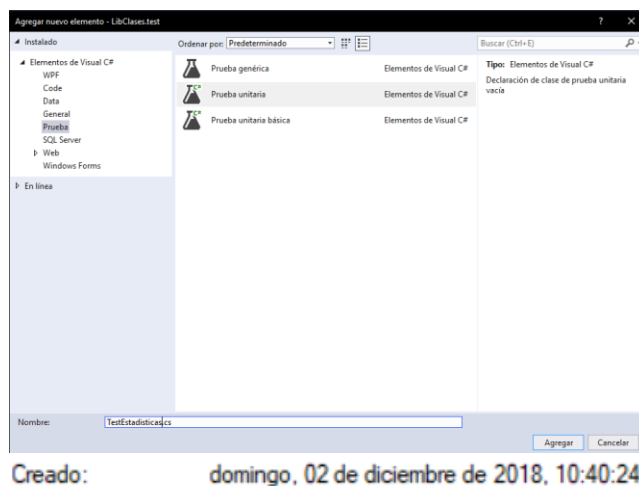 Agregar nuevo elemento - LibClases.test
Instalado
Ordenar por: Predeterminado
Buscar (Ctrl+E)
Elementos de Visual C#
WPF
Code
Data
General
Prueba
SQL Server
Web
Windows Forms
En línea
Prueba genérica Elementos de Visual C#
Prueba unitaria Elementos de Visual C#
Prueba unitaria básica Elementos de Visual C#
Tipo: Elementos de Visual C#
Declaración de clase de prueba unitaria
vacía
Nombre: TestEstadisticas.cs
Agregar Cancelar
Creado: domingo, 02 de diciembre de 2018, 10:40:24